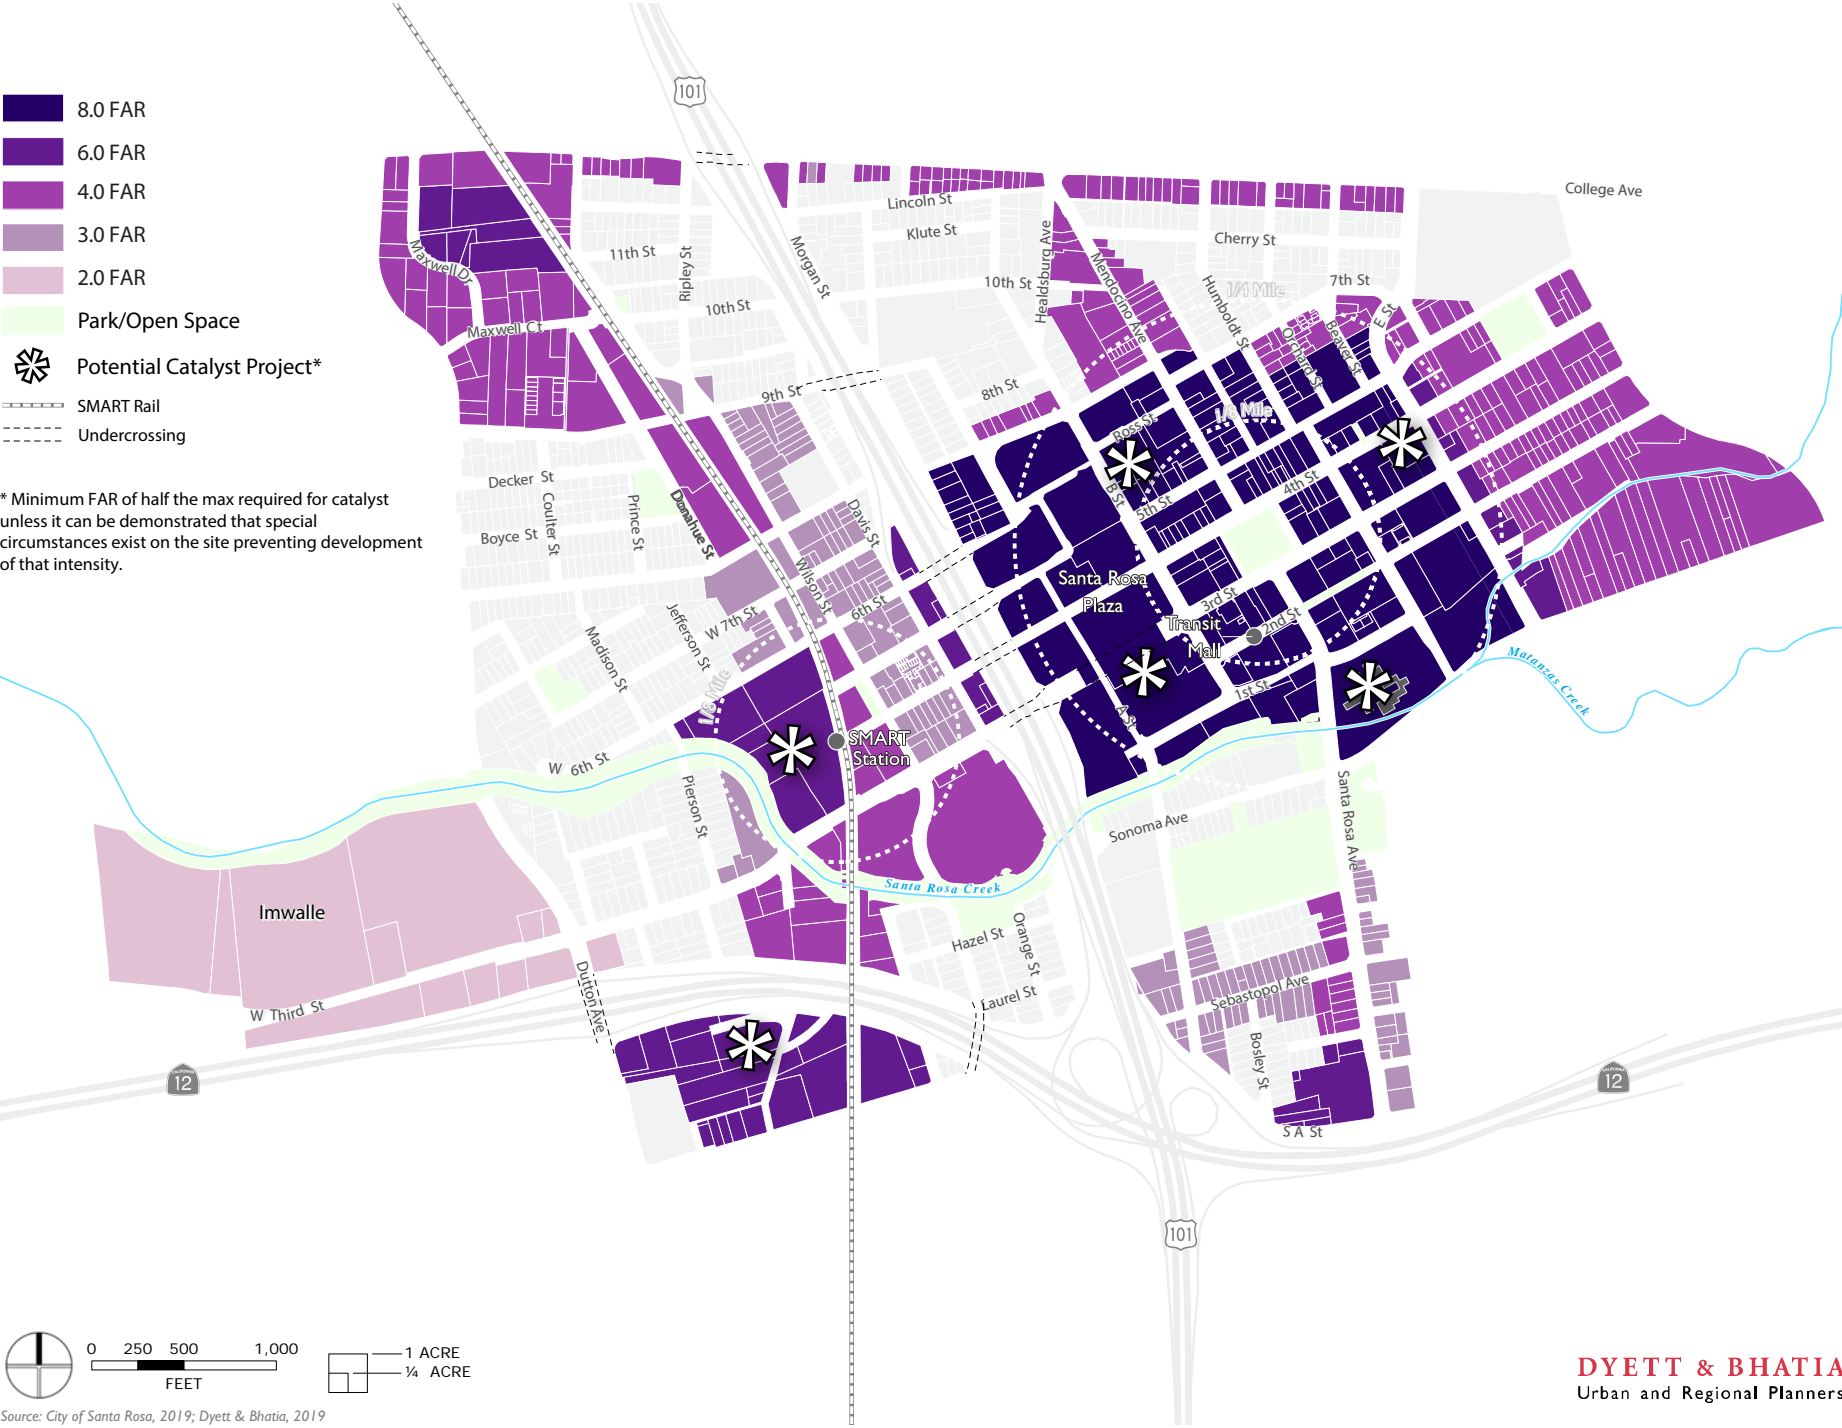 101
8.0 FAR
6.0 FAR
4.0 FAR
3.0 FAR
2.0 FAR
Park/Open Space
Potential Catalyst Project*
SMART Rail
Undercrossing
* Minimum FAR of half the max required for catalyst
unless it can be demonstrated that special
circumstances exist on the site preventing development
of that intensity.
College Ave
Lincoln St
Klute St
Cherry St
11th St
Ripley St
Morgan St
Healdsburg Ave
Mendocino Ave
Humboldt St
7th St
1/4 Mile
10th St
10th St
Maxwell Dr
Maxwell Ct
Orchard St
Beaver St
E St
9th St
8th St
1/8 Mile
Ross St
B St
5th St
4th St
Decker St
Coulter St
Prince St
Donahue St
Boyce St
Davis St
Wilson St
6th St
W 7th St
Jefferson St
Madison St
Santa Rosa
Plaza
3rd St
2nd St
Transit
Mall
1st St
A St
1/8 Mile
SMART
Station
Matanzas Creek
W 6th St
Pierson St
Sonoma Ave
Santa Rosa Ave
Santa Rosa Creek
Imwalle
Hazel St
Orange St
Laurel St
Sebastopol Ave
Bosley St
W Third St
Dutton Ave
CALIFORNIA
12
CALIFORNIA
12
S A St
101
0 250 500 1,000
FEET
1 ACRE
¼ ACRE
DYETT & BHATIA
Urban and Regional Planners
Source: City of Santa Rosa, 2019; Dyett & Bhatia, 2019